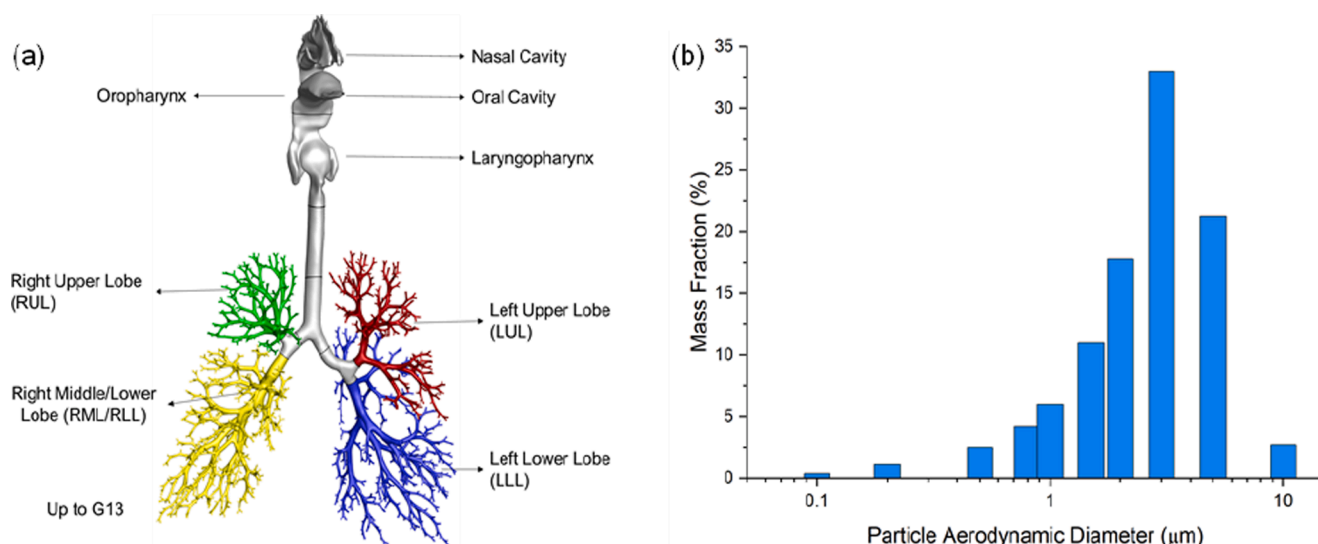 (a)
Nasal Cavity
Oropharynx
Oral Cavity
Laryngopharynx
Right Upper Lobe
(RUL)
Left Upper Lobe
(LUL)
Right Middle/Lower
Lobe (RML/RLL)
Left Lower Lobe
(LLL)
Up to G13
(b)
35
30
25
20
15
10
5
0
Mass Fraction (%)
0.1
1
10
Particle Aerodynamic Diameter (μm)